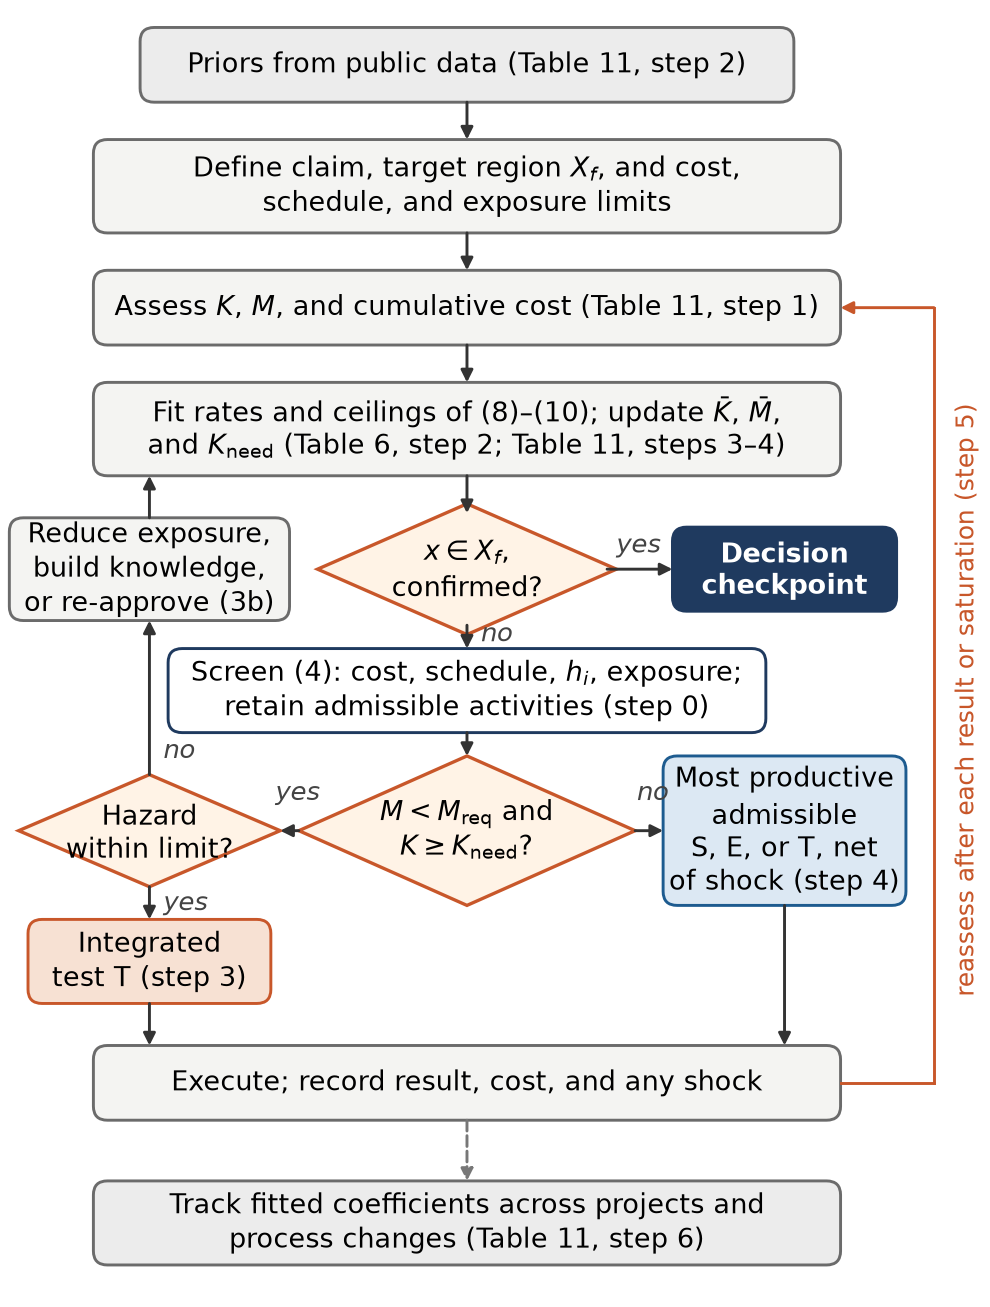 Priors from public data (Table 11, step 2)
Define claim, target region X_f, and cost,
schedule, and exposure limits
Assess K, M, and cumulative cost (Table 11, step 1)
Fit rates and ceilings of (8)–(10); update K̄, M̄,
and K_need (Table 6, step 2; Table 11, steps 3–4)
Reduce exposure,
build knowledge,
or re-approve (3b)
x ∈ X_f,
confirmed?
yes
Decision
checkpoint
no
Screen (4): cost, schedule, h_i, exposure;
retain admissible activities (step 0)
no
Hazard
within limit?
yes
M < M_req and
K ≥ K_need?
no
Most productive
admissible
S, E, or T, net
of shock (step 4)
yes
Integrated
test T (step 3)
Execute; record result, cost, and any shock
reassess after each result or saturation (step 5)
Track fitted coefficients across projects and
process changes (Table 11, step 6)